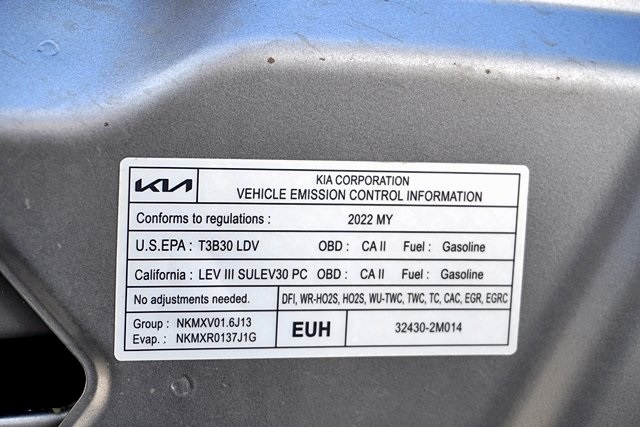 KIA KIA CORPORATION
VEHICLE EMISSION CONTROL INFORMATION
Conforms to regulations : 2022 MY
U.S.EPA : T3B30 LDV OBD : CA II Fuel : Gasoline
California : LEV III SULEV30 PC OBD : CA II Fuel : Gasoline
No adjustments needed. DFI, WR-HO2S, HO2S, WU-TWC, TWC, TC, CAC, EGR, EGRC
Group : NKMXV01.6J13
Evap. : NKMXR0137J1G
EUH 32430-2M014